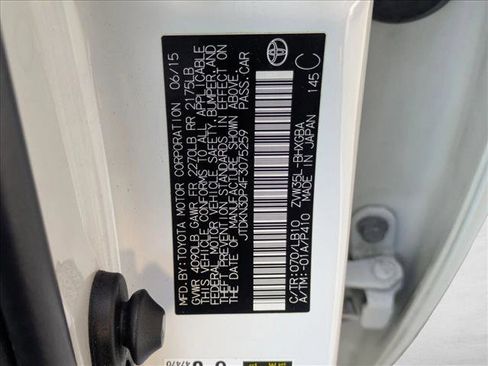 MFD.BY:TOYOTA MOTOR CORPORATION 06/15
GVWR 4090LB GAWR FR 2270LB RR 2175LB
THIS VEHICLE CONFORMS TO ALL APPLICABLE
FEDERAL MOTOR VEHICLE SAFETY, BUMPER, AND
THEFT PREVENTION STANDARDS IN EFFECT ON
THE DATE OF MANUFACTURE SHOWN ABOVE.
JTDKN3DP4F3075259 PASS.CAR
C/TR:070/LB10 ZVW35L-BHXGBA
A/TM:-01A/P410 MADE IN JAPAN 145 C
TOYOTA